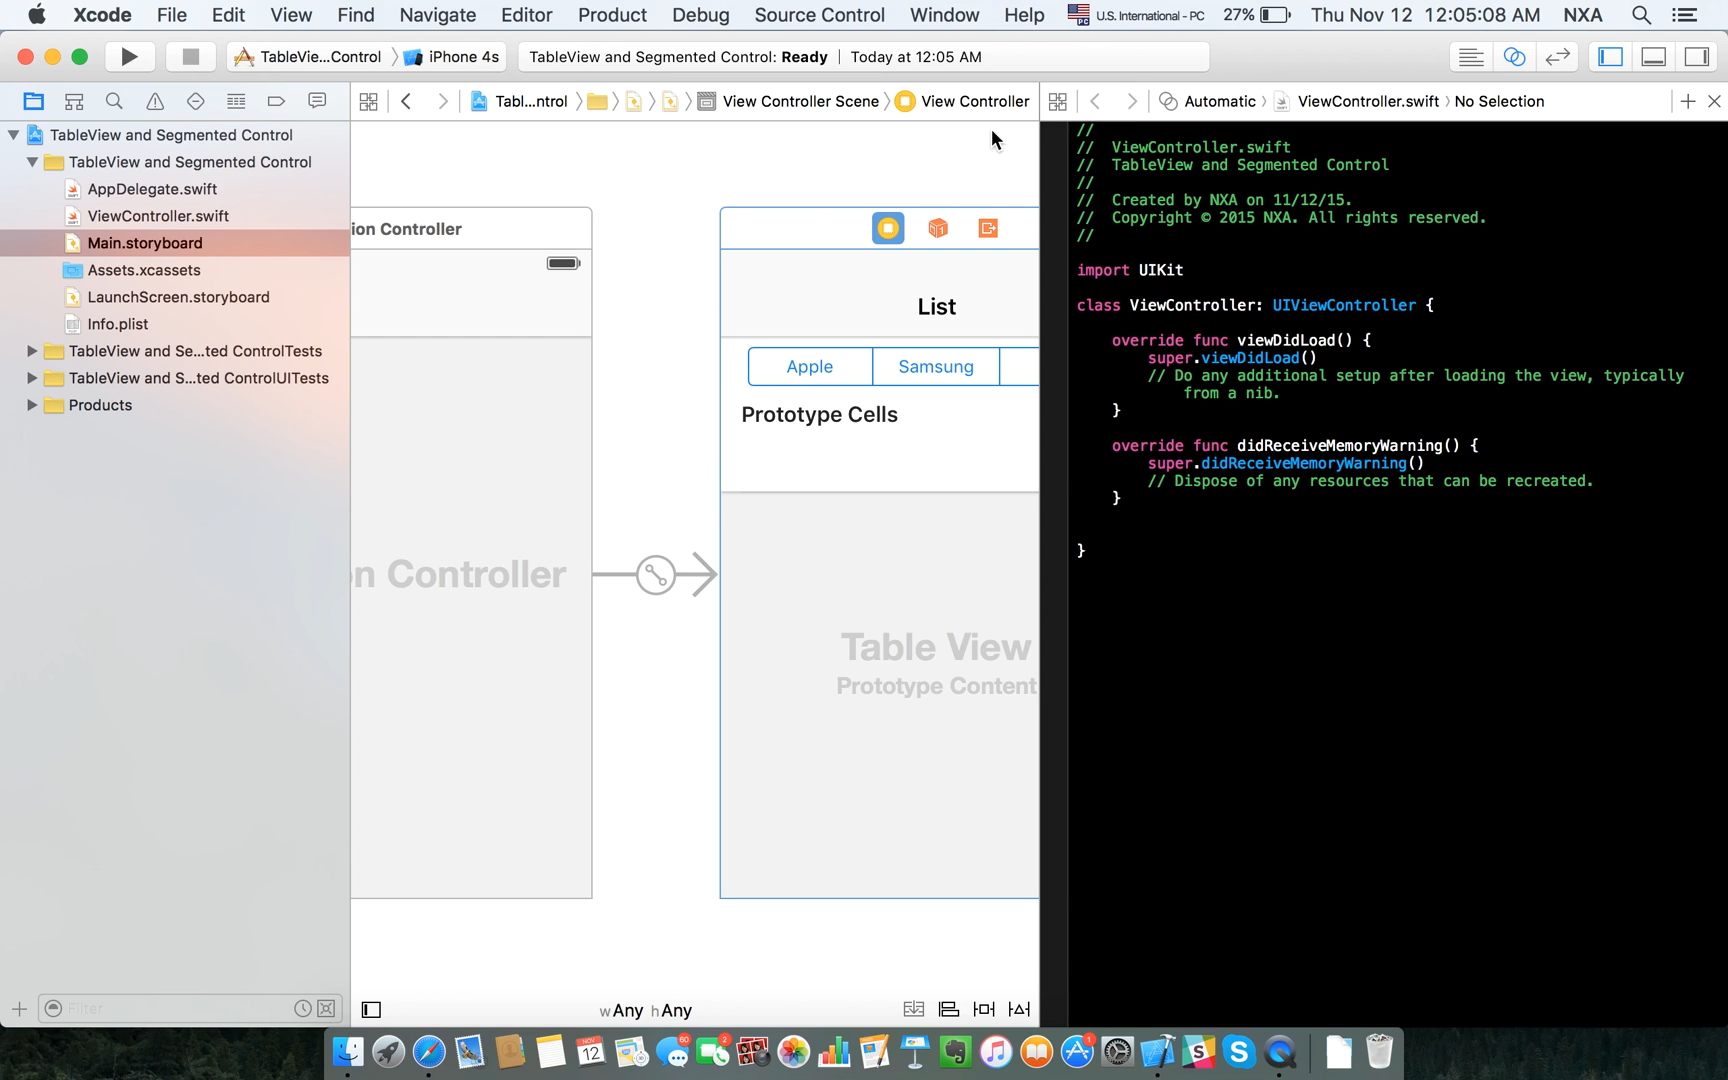 Xcode File Edit View Find Navigate Editor Product Debug Source Control Window Help U.S. International - PC 27% Thu Nov 12 12:05:08 AM NXA
TableVie...Control iPhone 4s TableView and Segmented Control: Ready Today at 12:05 AM
Tabl...ntrol View Controller Scene View Controller Automatic ViewController.swift No Selection
TableView and Segmented Control
TableView and Segmented Control
AppDelegate.swift
ViewController.swift
Main.storyboard
Assets.xcassets
LaunchScreen.storyboard
Info.plist
TableView and Se...ted ControlTests
TableView and S...ted ControlUITests
Products
Filter
ion Controller
n Controller
1
List
Apple Samsung
Prototype Cells
Table View
Prototype Content
wAny hAny
//
// ViewController.swift
// TableView and Segmented Control
//
// Created by NXA on 11/12/15.
// Copyright © 2015 NXA. All rights reserved.
//
import UIKit
class ViewController: UIViewController {
override func viewDidLoad() {
super.viewDidLoad()
// Do any additional setup after loading the view, typically
from a nib.
}
override func didReceiveMemoryWarning() {
super.didReceiveMemoryWarning()
// Dispose of any resources that can be recreated.
}
}
NOV
12
60
2
1
S
S